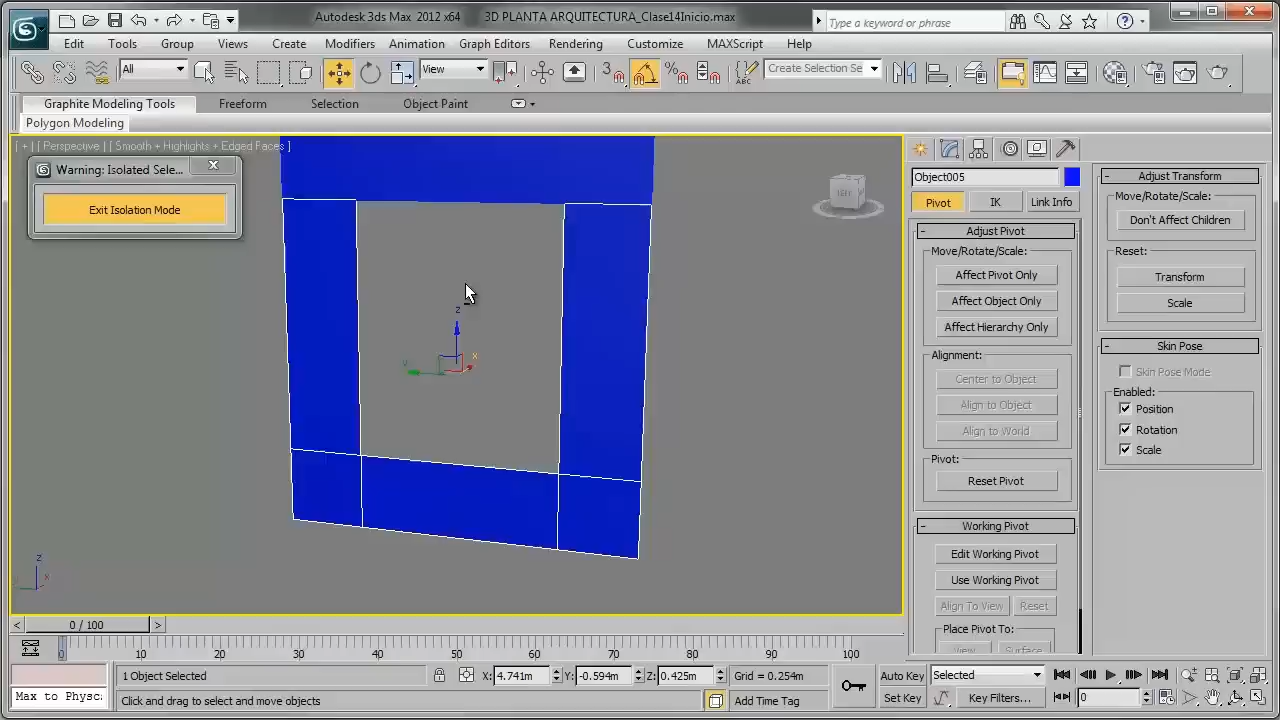 Autodesk 3ds Max 2012 x64 3D PLANTA ARQUITECTURA_Clase14Inicio.max
Type a keyword or phrase
Edit Tools Group Views Create Modifiers Animation Graph Editors Rendering Customize MAXScript Help
All View 3 ABC Create Selection Se
Graphite Modeling Tools Freeform Selection Object Paint
Polygon Modeling
[ + ] [ Perspective ] [ Smooth + Highlights + Edged Faces ]
Warning: Isolated Sele...
Exit Isolation Mode
LEFT
z
x
y
z
x
y
Object005
Pivot IK Link Info
- Adjust Pivot
Move/Rotate/Scale:
Affect Pivot Only
Affect Object Only
Affect Hierarchy Only
Alignment:
Center to Object
Align to Object
Align to World
Pivot:
Reset Pivot
- Working Pivot
Edit Working Pivot
Use Working Pivot
Align To View Reset
Place Pivot To:
View Surface
- Adjust Transform
Move/Rotate/Scale:
Don't Affect Children
Reset:
Transform
Scale
- Skin Pose
Skin Pose Mode
Enabled:
Position
Rotation
Scale
< 0 / 100 >
0 10 20 30 40 50 60 70 80 90 100
1 Object Selected X: 4.741m Y: -0.594m Z: 0.425m Grid = 0.254m Auto Key Selected
Max to Physc: Click and drag to select and move objects Add Time Tag Set Key Key Filters... 0